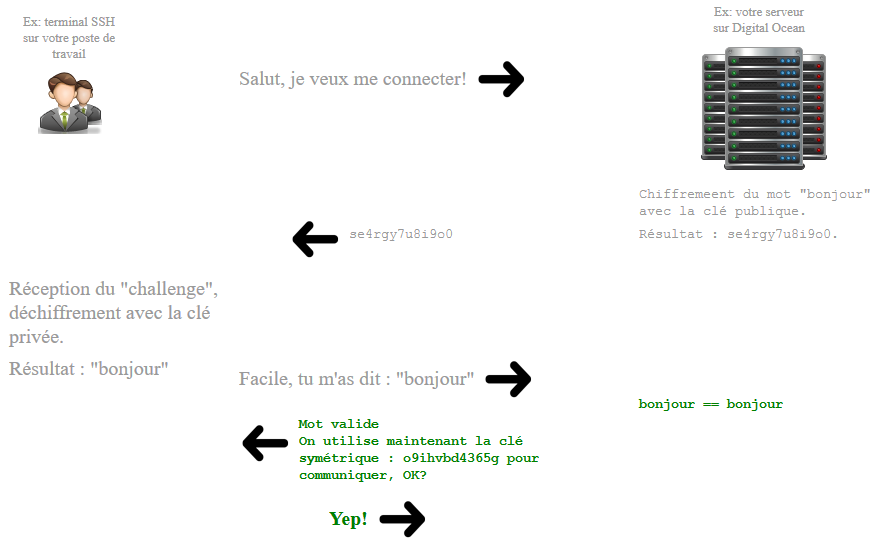 Ex: terminal SSH
sur votre poste de
travail
Ex: votre serveur
sur Digital Ocean
Salut, je veux me connecter!
Chiffremeent du mot "bonjour"
avec la clé publique.
Résultat : se4rgy7u8i9o0.
se4rgy7u8i9o0
Réception du "challenge",
déchiffrement avec la clé
privée.
Résultat : "bonjour"
Facile, tu m'as dit : "bonjour"
bonjour == bonjour
Mot valide
On utilise maintenant la clé
symétrique : o9ihvbd4365g pour
communiquer, OK?
Yep!